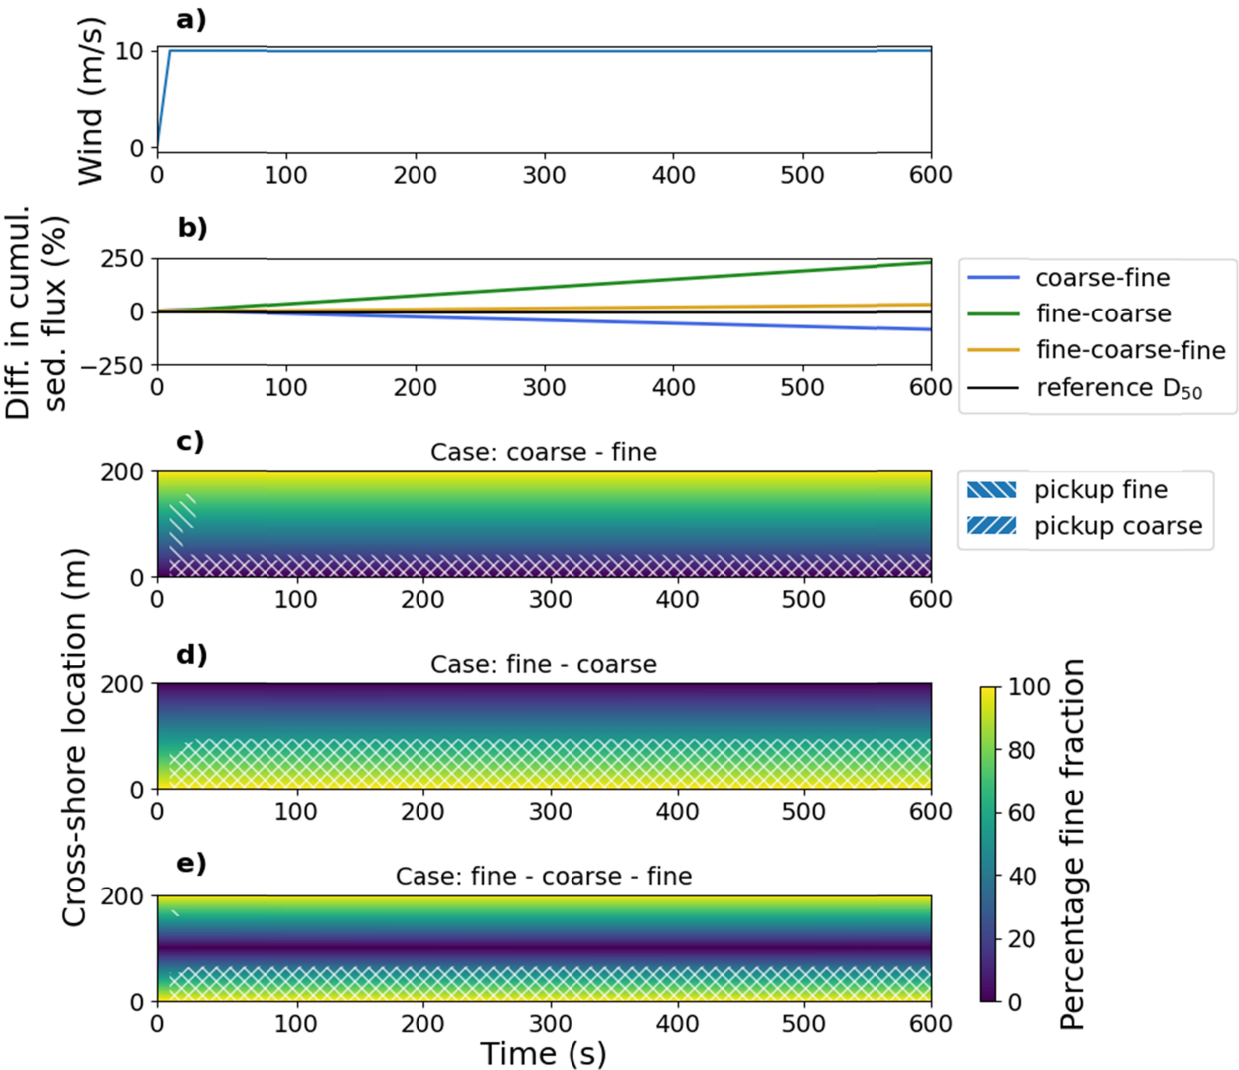 a)
Wind (m/s)
10
0
0 100 200 300 400 500 600
b)
Diff. in cumul.
sed. flux (%)
250
0
−250
0 100 200 300 400 500 600
coarse-fine
fine-coarse
fine-coarse-fine
reference D₅₀
c)
Case: coarse - fine
200
0
0 100 200 300 400 500 600
pickup fine
pickup coarse
Cross-shore location (m)
d)
Case: fine - coarse
200
0
0 100 200 300 400 500 600
e)
Case: fine - coarse - fine
200
0
0 100 200 300 400 500 600
Time (s)
100
80
60
40
20
0
Percentage fine fraction